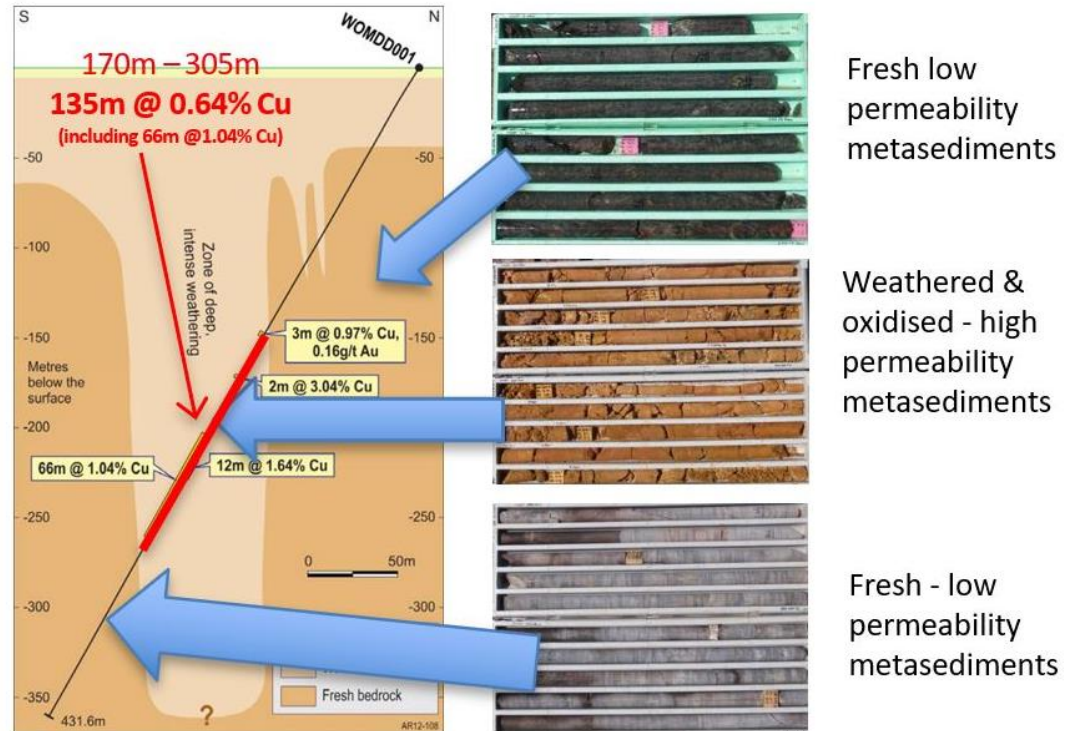 S
N
WOMDD001
170m – 305m
135m @ 0.64% Cu
(including 66m @1.04% Cu)
-50
-50
-100
-100
Zone of deep,
intense weathering
-150
-150
3m @ 0.97% Cu,
0.16g/t Au
Metres
below the
surface
2m @ 3.04% Cu
-200
-200
66m @ 1.04% Cu
12m @ 1.64% Cu
-250
-250
0
50m
-300
-300
-350
Fresh bedrock
431.6m
?
AR12-108
Fresh low
permeability
metasediments
Weathered &
oxidised - high
permeability
metasediments
Fresh - low
permeability
metasediments